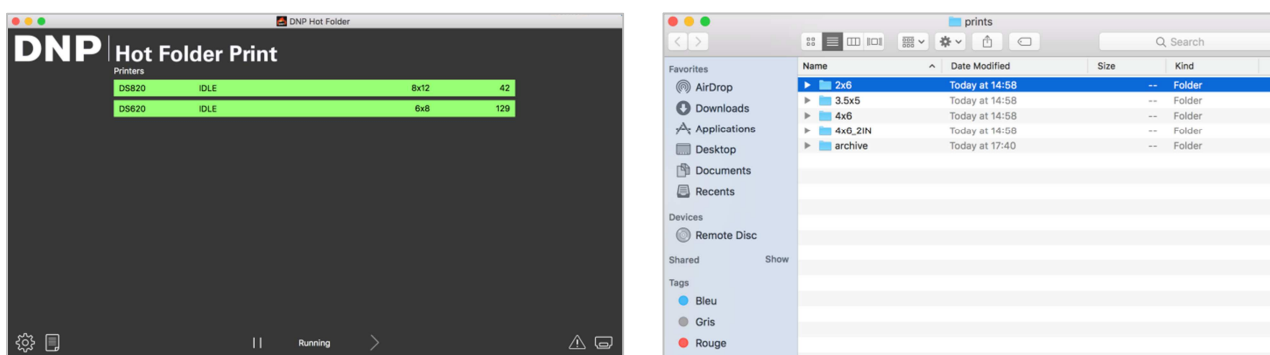 DNP Hot Folder
DNP Hot Folder Print
Printers
DS820 IDLE 8x12 42
DS620 IDLE 6x8 129
Running
prints
Search
Favorites
AirDrop
Downloads
Applications
Desktop
Documents
Recents
Devices
Remote Disc
Shared Show
Tags
Bleu
Gris
Rouge
Name Date Modified Size Kind
2x6 Today at 14:58 -- Folder
3.5x5 Today at 14:58 -- Folder
4x6 Today at 14:58 -- Folder
4x6_2IN Today at 14:58 -- Folder
archive Today at 17:40 -- Folder